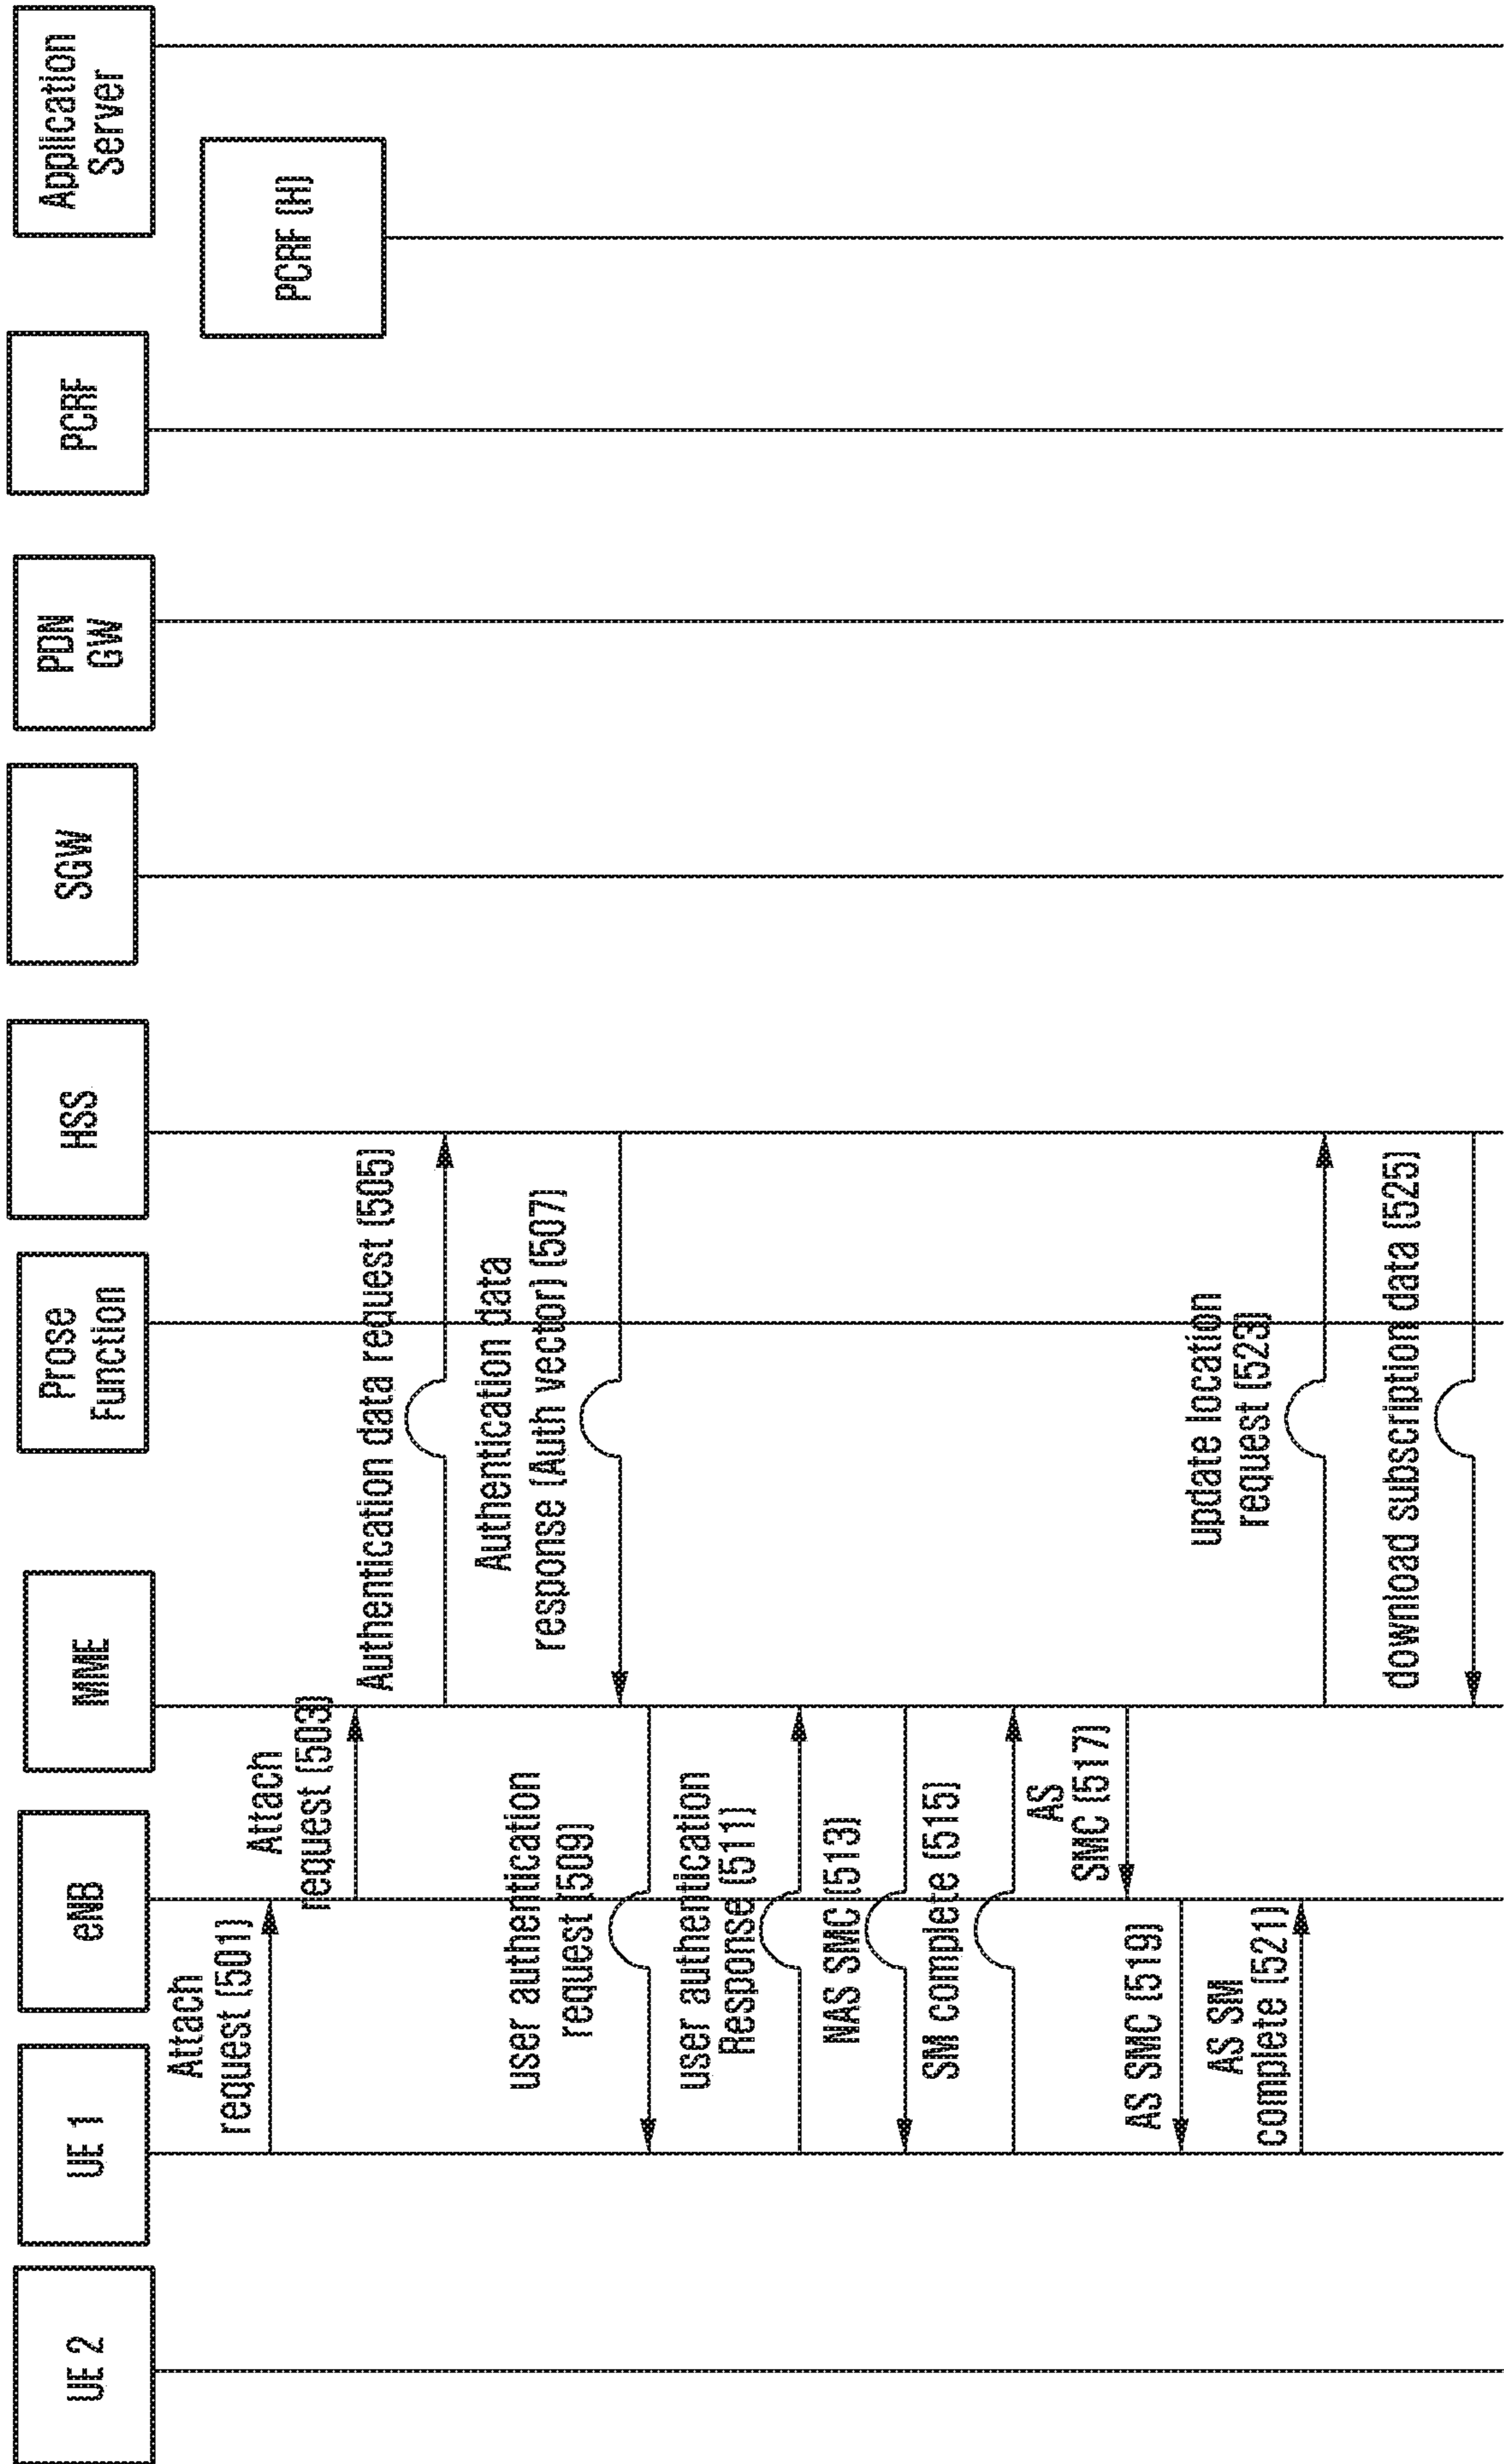 UE 2
UE 1
eNB
MME
Prose
Function
HSS
SGW
PDN
GW
PCRF
PCRF (H)
Application
Server
Attach
request (501)
Attach
request (503)
Authentication data request (505)
Authentication data
response (Auth vector) (507)
user authentication
request (509)
user authentication
Response (511)
NAS SMC (513)
SM complete (515)
AS
SMC (517)
AS SMC (519)
AS SM
complete (521)
update location
request (523)
download subscription data (525)